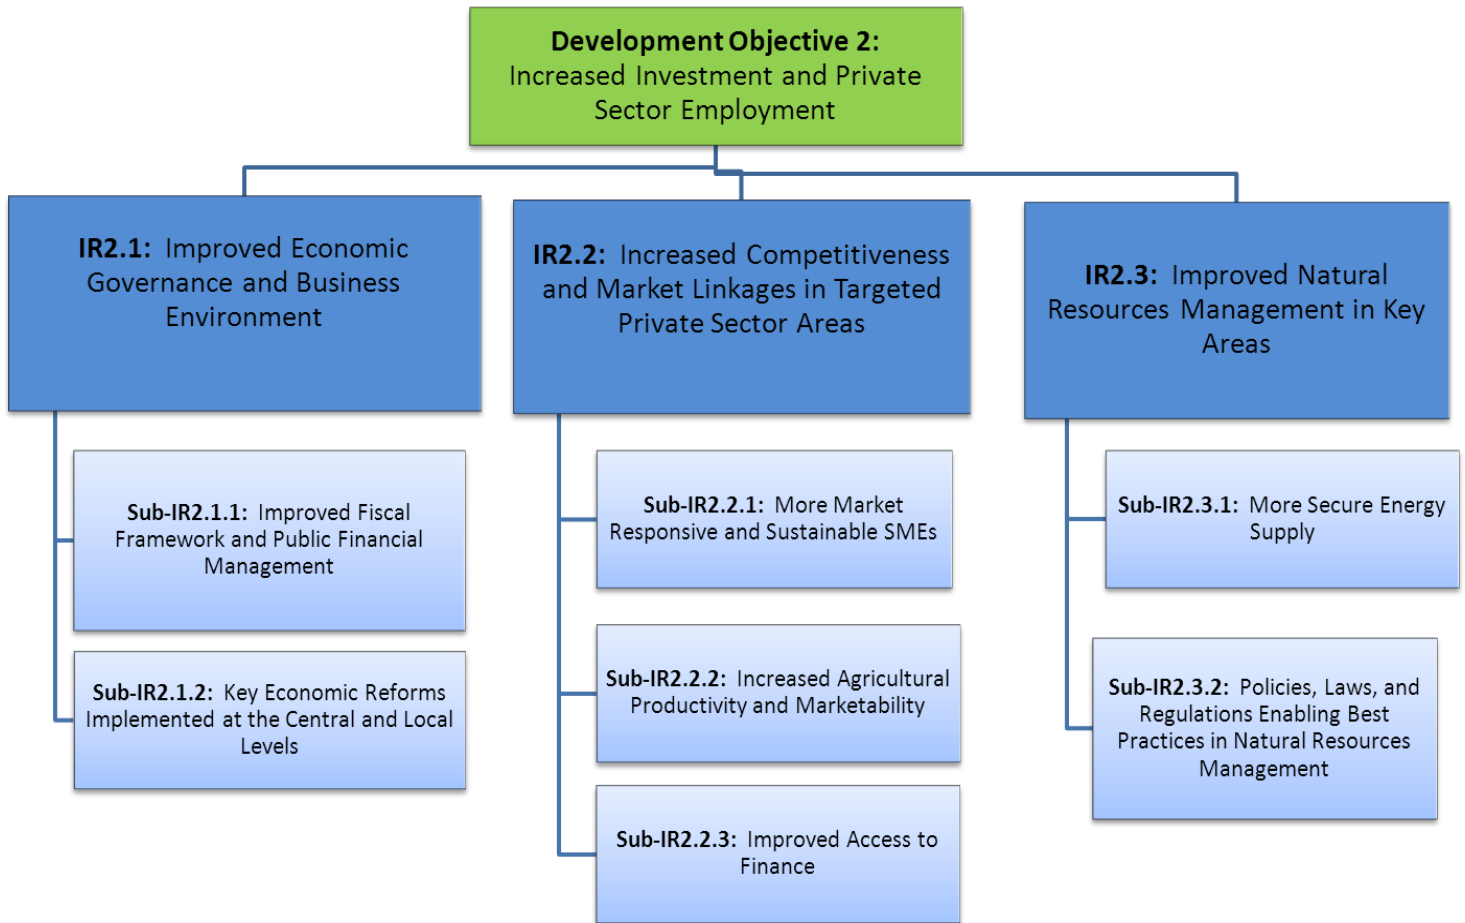 Development Objective 2:
Increased Investment and Private
Sector Employment
IR2.1: Improved Economic
Governance and Business
Environment
IR2.2: Increased Competitiveness
and Market Linkages in Targeted
Private Sector Areas
IR2.3: Improved Natural
Resources Management in Key
Areas
Sub-IR2.1.1: Improved Fiscal
Framework and Public Financial
Management
Sub-IR2.1.2: Key Economic Reforms
Implemented at the Central and Local
Levels
Sub-IR2.2.1: More Market
Responsive and Sustainable SMEs
Sub-IR2.2.2: Increased Agricultural
Productivity and Marketability
Sub-IR2.2.3: Improved Access to
Finance
Sub-IR2.3.1: More Secure Energy
Supply
Sub-IR2.3.2: Policies, Laws, and
Regulations Enabling Best
Practices in Natural Resources
Management